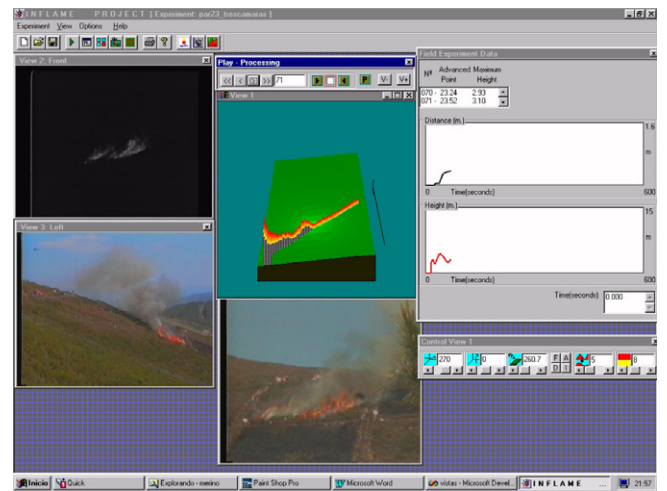 INFLAME PROJECT [ Experiment: par23_trescamaras ]
Experiment View Options Help
View 2: Front
Play - Processing
71
P V- V+
View 1
View 3: Left
Field Experiment Data
Nº Advanced Point Maximum Height
070 - 23.24 2.93
071 - 23.52 3.10
Distance (m.)
1.6
m
0 Time(seconds) 600
Height (m.)
15
m
0 Time(seconds) 600
Time(seconds) 0.000
Control View 1
270 0 260.7 F A D I 5 8
Inicio Quick Explorando - merino Paint Shop Pro Microsoft Word vistas - Microsoft Devel... INFLAME ... 21:57